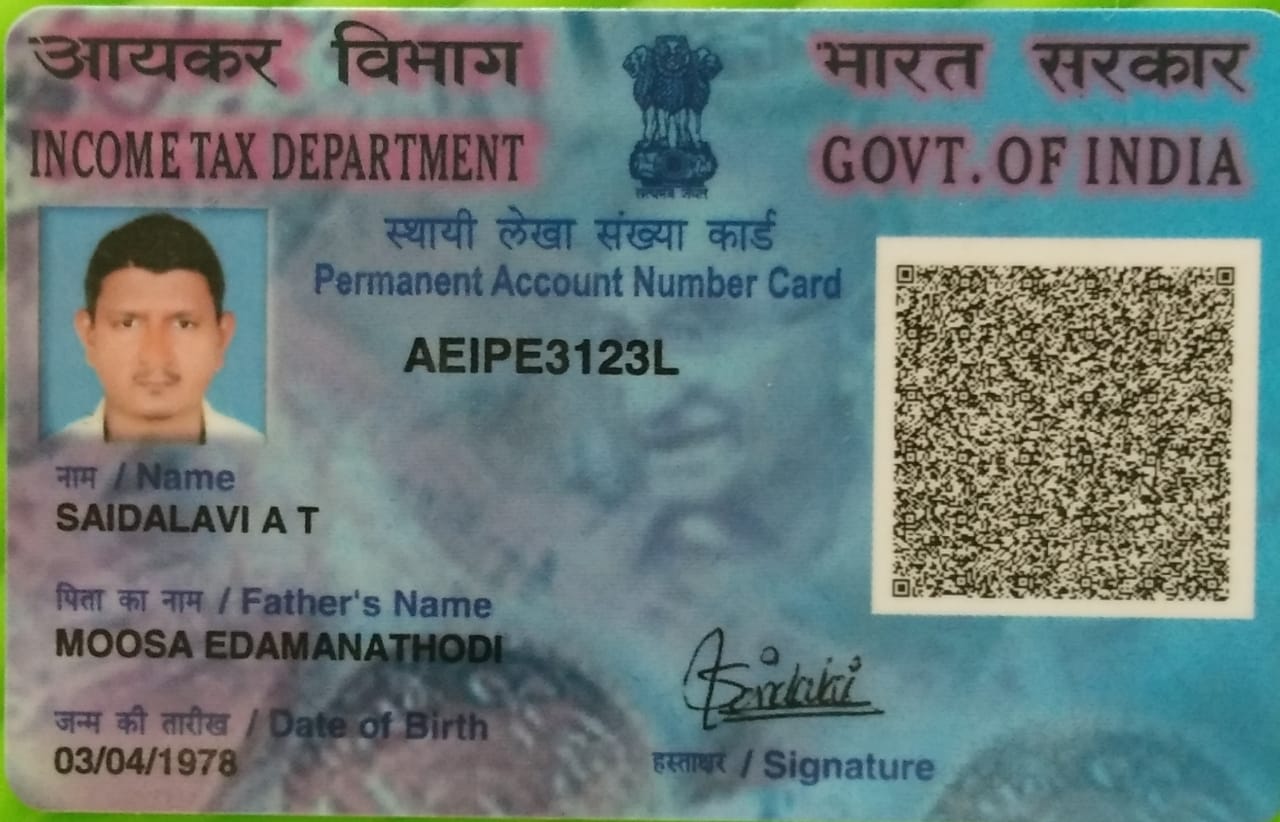 आयकर विभाग
INCOME TAX DEPARTMENT
भारत सरकार
GOVT. OF INDIA
सत्यमेव जयते
स्थायी लेखा संख्या कार्ड
Permanent Account Number Card
AEIPE3123L
नाम / Name
SAIDALAVI A T
पिता का नाम / Father's Name
MOOSA EDAMANATHODI
जन्म की तारीख / Date of Birth
03/04/1978
हस्ताक्षर / Signature